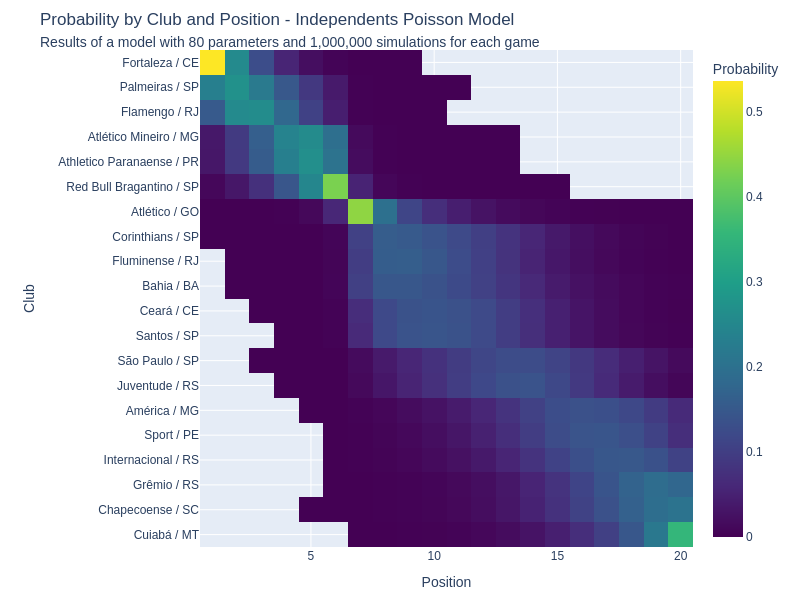 Probability by Club and Position - Independents Poisson Model
Results of a model with 80 parameters and 1,000,000 simulations for each game
Probability
Fortaleza / CE
Palmeiras / SP
Flamengo / RJ
Atlético Mineiro / MG
Athletico Paranaense / PR
Red Bull Bragantino / SP
Atlético / GO
Corinthians / SP
Fluminense / RJ
Bahia / BA
Ceará / CE
Santos / SP
São Paulo / SP
Juventude / RS
América / MG
Sport / PE
Internacional / RS
Grêmio / RS
Chapecoense / SC
Cuiabá / MT
Club
5
10
15
20
Position
0.5
0.4
0.3
0.2
0.1
0